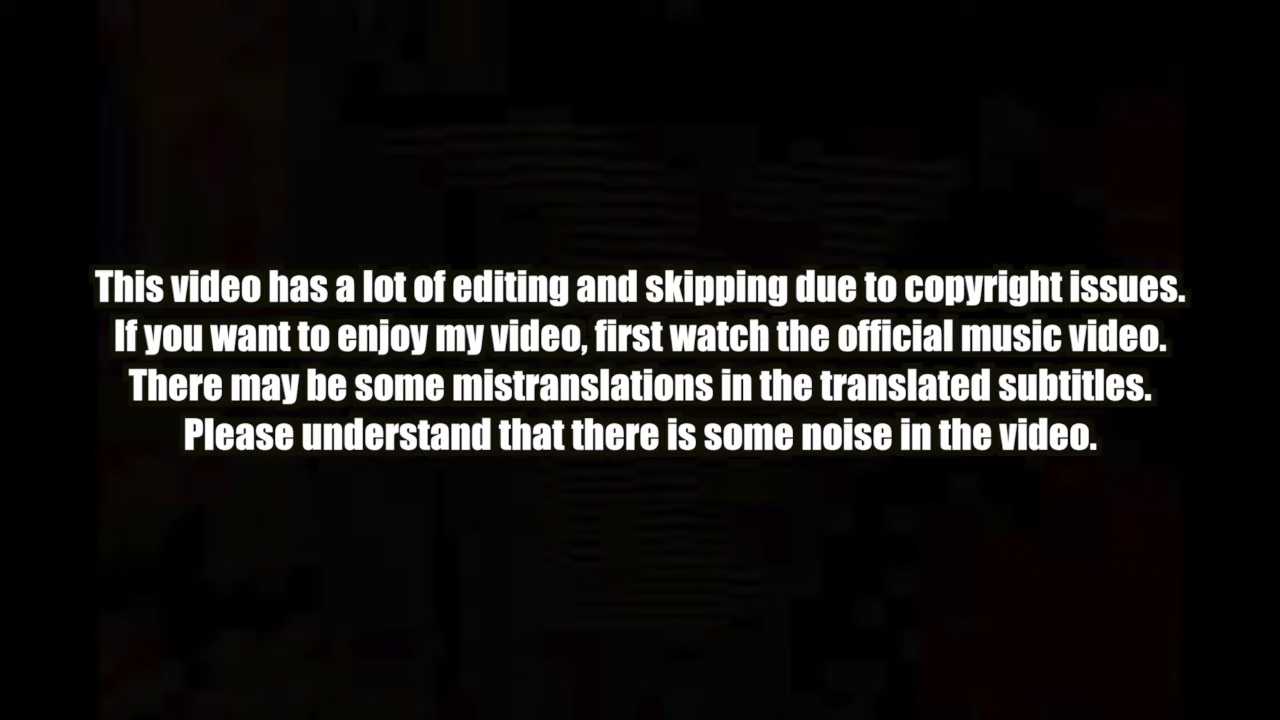 This video has a lot of editing and skipping due to copyright issues.
If you want to enjoy my video, first watch the official music video.
There may be some mistranslations in the translated subtitles.
Please understand that there is some noise in the video.